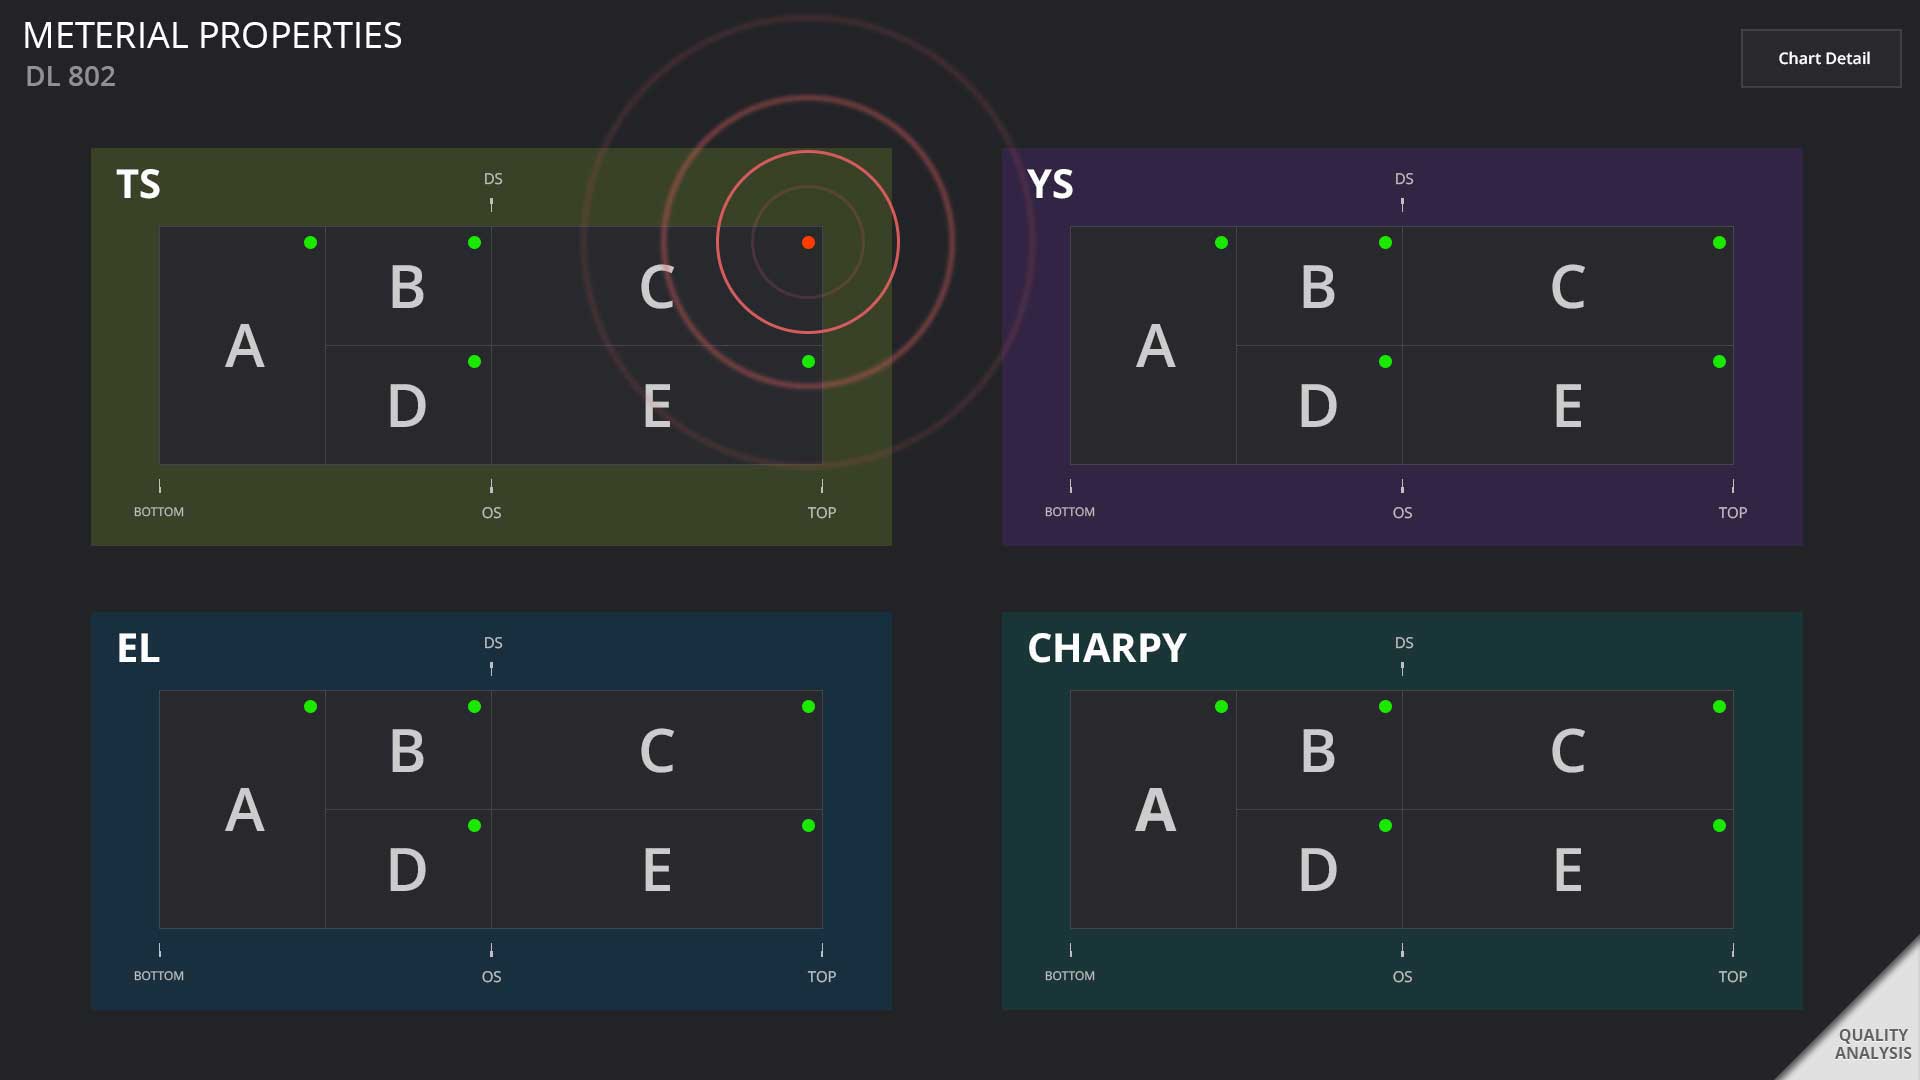 METERIAL PROPERTIES
DL 802
Chart Detail
TS
DS
A
B
C
D
E
BOTTOM
OS
TOP
YS
DS
A
B
C
D
E
BOTTOM
OS
TOP
EL
DS
A
B
C
D
E
BOTTOM
OS
TOP
CHARPY
DS
A
B
C
D
E
BOTTOM
OS
TOP
QUALITY
ANALYSIS